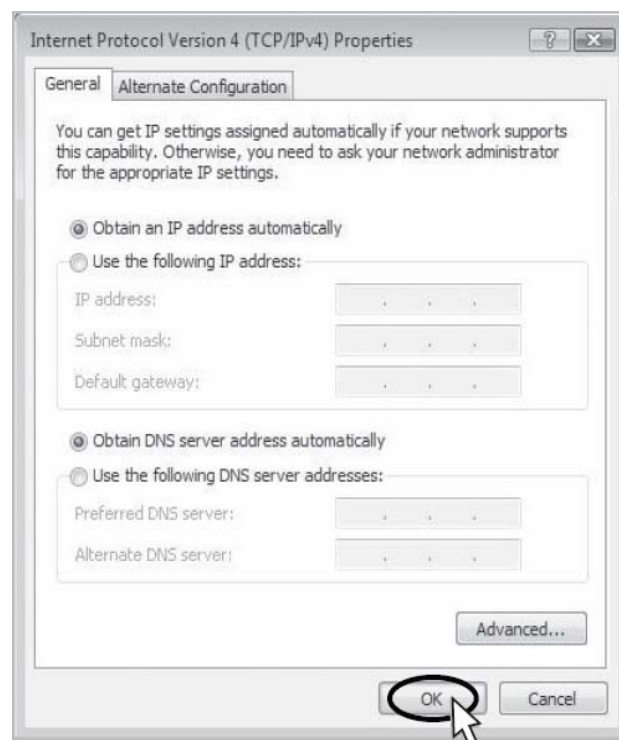 Internet Protocol Version 4 (TCP/IPv4) Properties
General
Alternate Configuration
You can get IP settings assigned automatically if your network supports
this capability. Otherwise, you need to ask your network administrator
for the appropriate IP settings.
Obtain an IP address automatically
Use the following IP address:
IP address:
Subnet mask:
Default gateway:
Obtain DNS server address automatically
Use the following DNS server addresses:
Preferred DNS server:
Alternate DNS server:
Advanced...
OK
Cancel